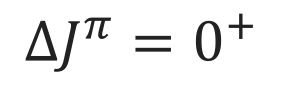 ΔJ^π = 0^+